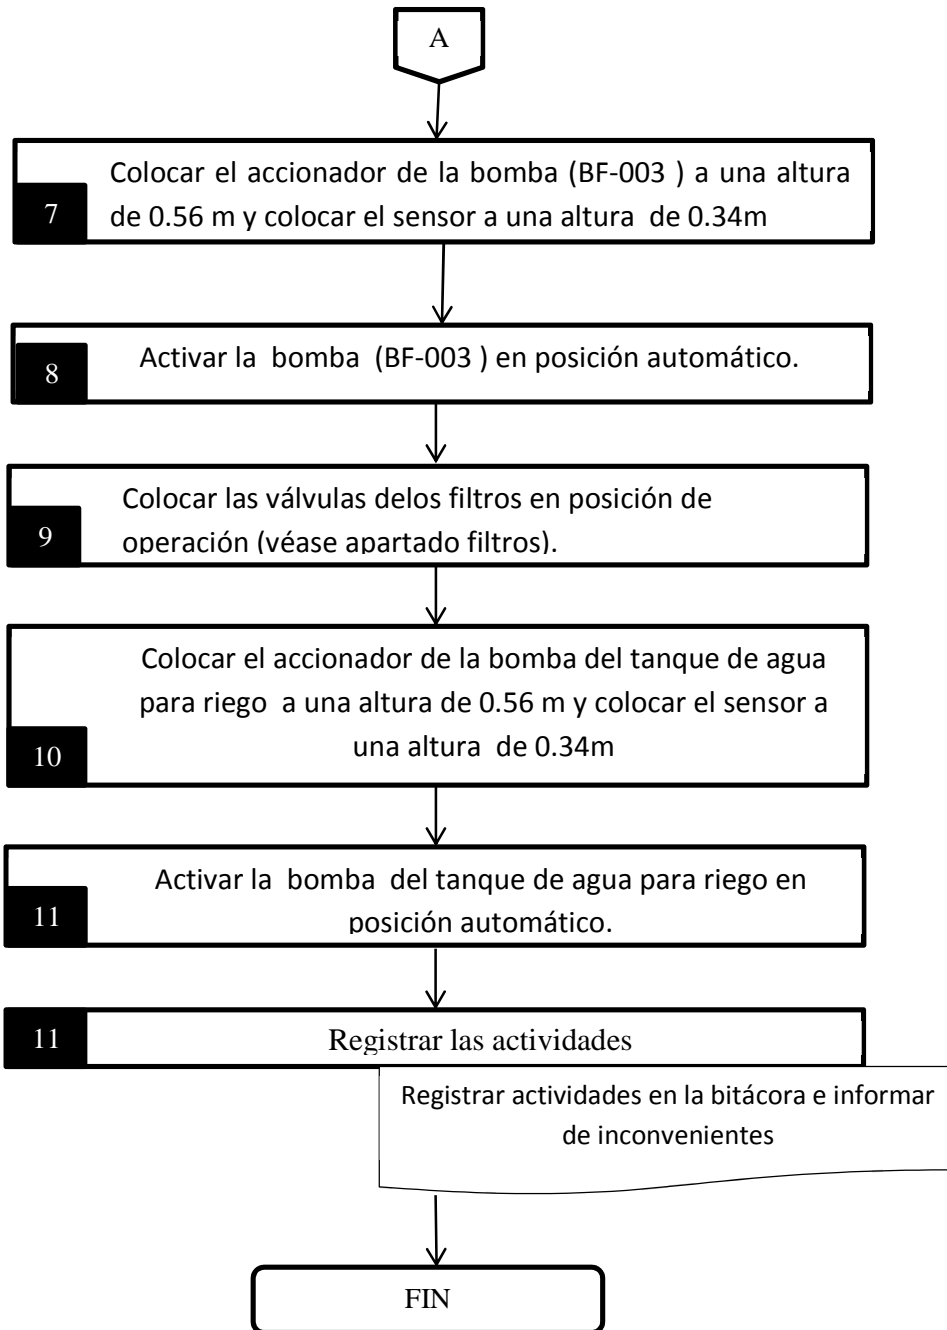 A
Colocar el accionador de la bomba (BF-003 ) a una altura
7
de 0.56 m y colocar el sensor a una altura  de 0.34m
Activar la  bomba  (BF-003 ) en posición automático.
8
Colocar las válvulas delos filtros en posición de
9
operación (véase apartado filtros).
Colocar el accionador de la bomba del tanque de agua
para riego  a una altura de 0.56 m y colocar el sensor a
una altura  de 0.34m
10
Activar la  bomba  del tanque de agua para riego en
11
posición automático.
11
Registrar las actividades
Registrar actividades en la bitácora e informar
de inconvenientes
FIN